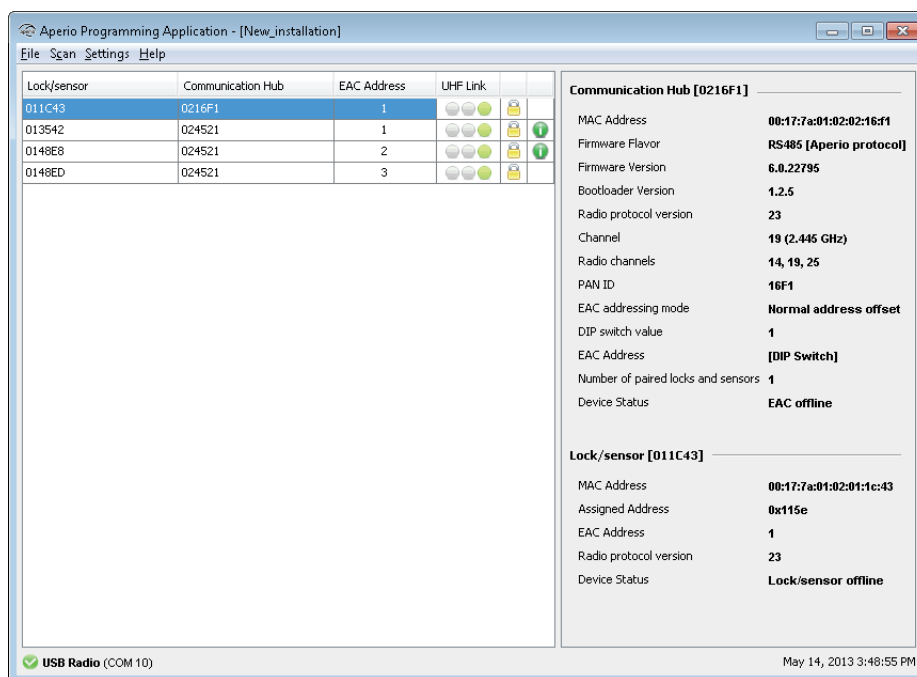 Aperio Programming Application - [New_installation]
File Scan Settings Help
Lock/sensor Communication Hub EAC Address UHF Link
011C43 0216F1 1
013542 024521 1
0148E8 024521 2
0148ED 024521 3
Communication Hub [0216F1]
MAC Address 00:17:7a:01:02:02:16:f1
Firmware Flavor RS485 [Aperio protocol]
Firmware Version 6.0.22795
Bootloader Version 1.2.5
Radio protocol version 23
Channel 19 (2.445 GHz)
Radio channels 14, 19, 25
PAN ID 16F1
EAC addressing mode Normal address offset
DIP switch value 1
EAC Address [DIP Switch]
Number of paired locks and sensors 1
Device Status EAC offline
Lock/sensor [011C43]
MAC Address 00:17:7a:01:02:01:1c:43
Assigned Address 0x115e
EAC Address 1
Radio protocol version 23
Device Status Lock/sensor offline
USB Radio (COM 10) May 14, 2013 3:48:55 PM